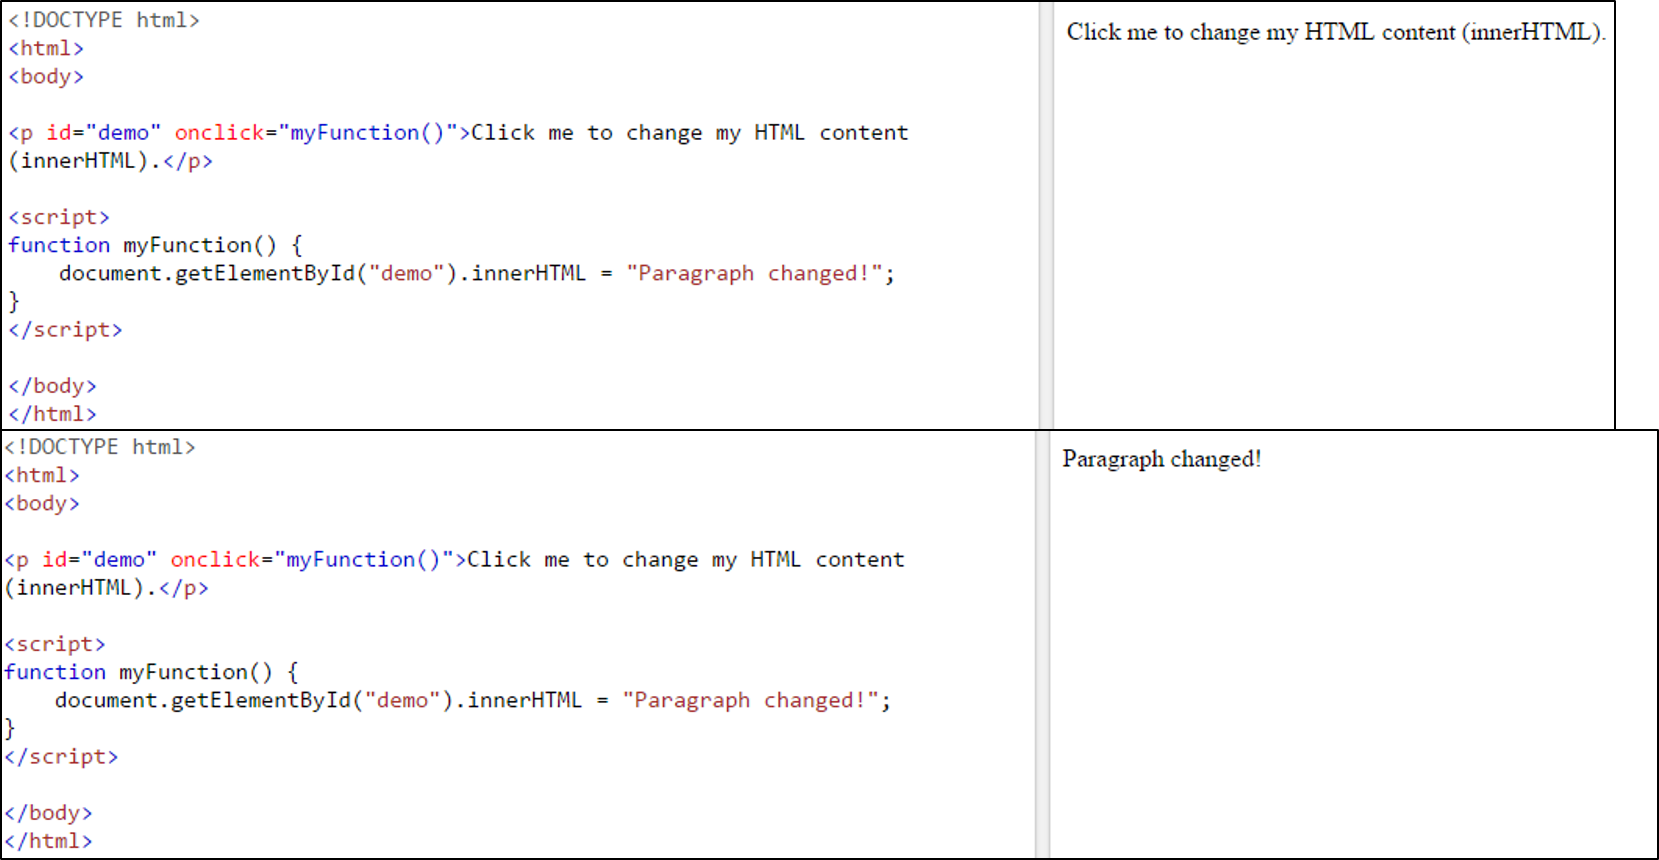 <!DOCTYPE html>
<html>
<body>
<p id="demo" onclick="myFunction()">Click me to change my HTML content
(innerHTML).</p>
<script>
function myFunction() {
    document.getElementById("demo").innerHTML = "Paragraph changed!";
}
</script>
</body>
</html>
Click me to change my HTML content (innerHTML).
<!DOCTYPE html>
<html>
<body>
<p id="demo" onclick="myFunction()">Click me to change my HTML content
(innerHTML).</p>
<script>
function myFunction() {
    document.getElementById("demo").innerHTML = "Paragraph changed!";
}
</script>
</body>
</html>
Paragraph changed!